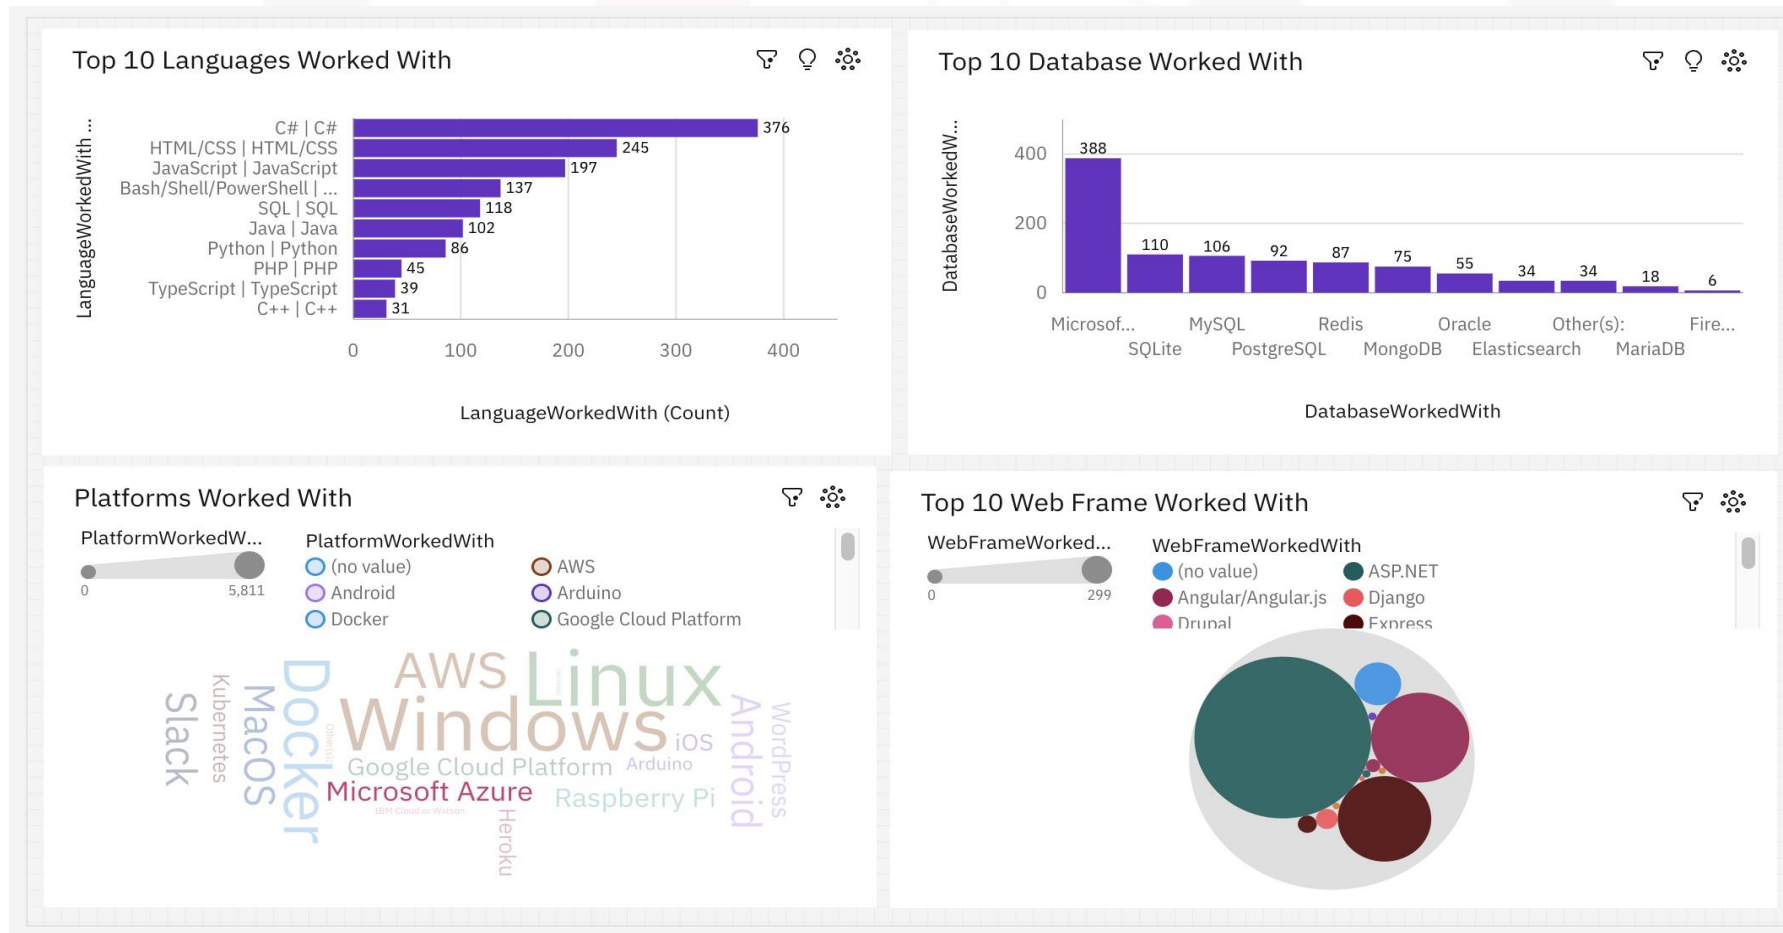 Top 10 Languages Worked With
LanguageWorkedWith ...
C# | C# 376
HTML/CSS | HTML/CSS 245
JavaScript | JavaScript 197
Bash/Shell/PowerShell | ... 137
SQL | SQL 118
Java | Java 102
Python | Python 86
PHP | PHP 45
TypeScript | TypeScript 39
C++ | C++ 31
0 100 200 300 400
LanguageWorkedWith (Count)
Top 10 Database Worked With
DatabaseWorkedW...
400
200
0
388 110 106 92 87 75 55 34 34 18 6
Microsof... MySQL Redis Oracle Other(s): Fire...
SQLite PostgreSQL MongoDB Elasticsearch MariaDB
DatabaseWorkedWith
Platforms Worked With
PlatformWorkedW...
0 5,811
PlatformWorkedWith
(no value) AWS
Android Arduino
Docker Google Cloud Platform
Slack
Kubernetes
MacOS
Docker
Other(s):
AWS
Linux
Windows
iOS
Google Cloud Platform
Arduino
Microsoft Azure
Raspberry Pi
IBM Cloud or Watson
Heroku
Android
WordPress
Top 10 Web Frame Worked With
WebFrameWorked...
0 299
WebFrameWorkedWith
(no value) ASP.NET
Angular/Angular.js Django
Drupal Express